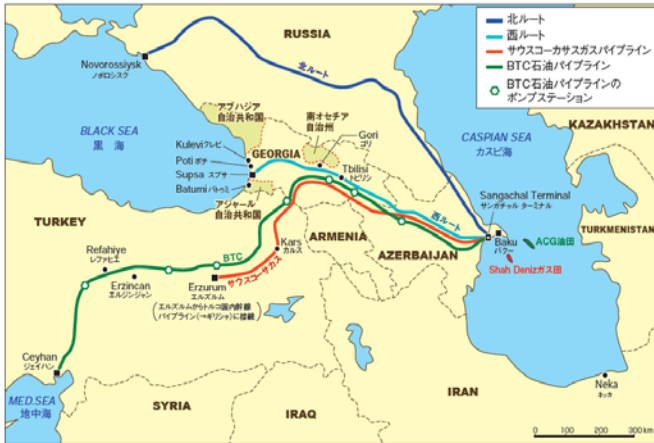 RUSSIA
北ルート
西ルート
サウスコーカサスガスパイプライン
BTC石油パイプライン
BTC石油パイプラインの
ポンプステーション
Novorossiysk
ノボロシスク
北ルート
アブハジア
自治共和国
南オセチア
自治州
BLACK SEA
黒 海
Kulevi クレビ
Poti ポチ
Supsa スプサ
Batumi バトゥミ
GEORGIA
Gori
ゴリ
Tbilisi
トビリシ
CASPIAN SEA
カスピ海
KAZAKHSTAN
アジャール
自治共和国
Sangachal Terminal
サンガチャル ターミナル
西ルート
TURKEY
ARMENIA
AZERBAIJAN
Baku
バクー
ACG油田
TURKMENISTAN
Shah Denizガス田
Refahiye
レファヒエ
BTC
Kars
カルス
Erzincan
エルジンジャン
Erzurum
エルズルム
サウスコーカサス
(エルズルムからトルコ国内幹線
パイプライン(→ギリシャ)に接続)
Ceyhan
ジェイハン
MED.SEA
地中海
SYRIA
IRAQ
IRAN
Neka
ネッカ
0 100 200 300 km